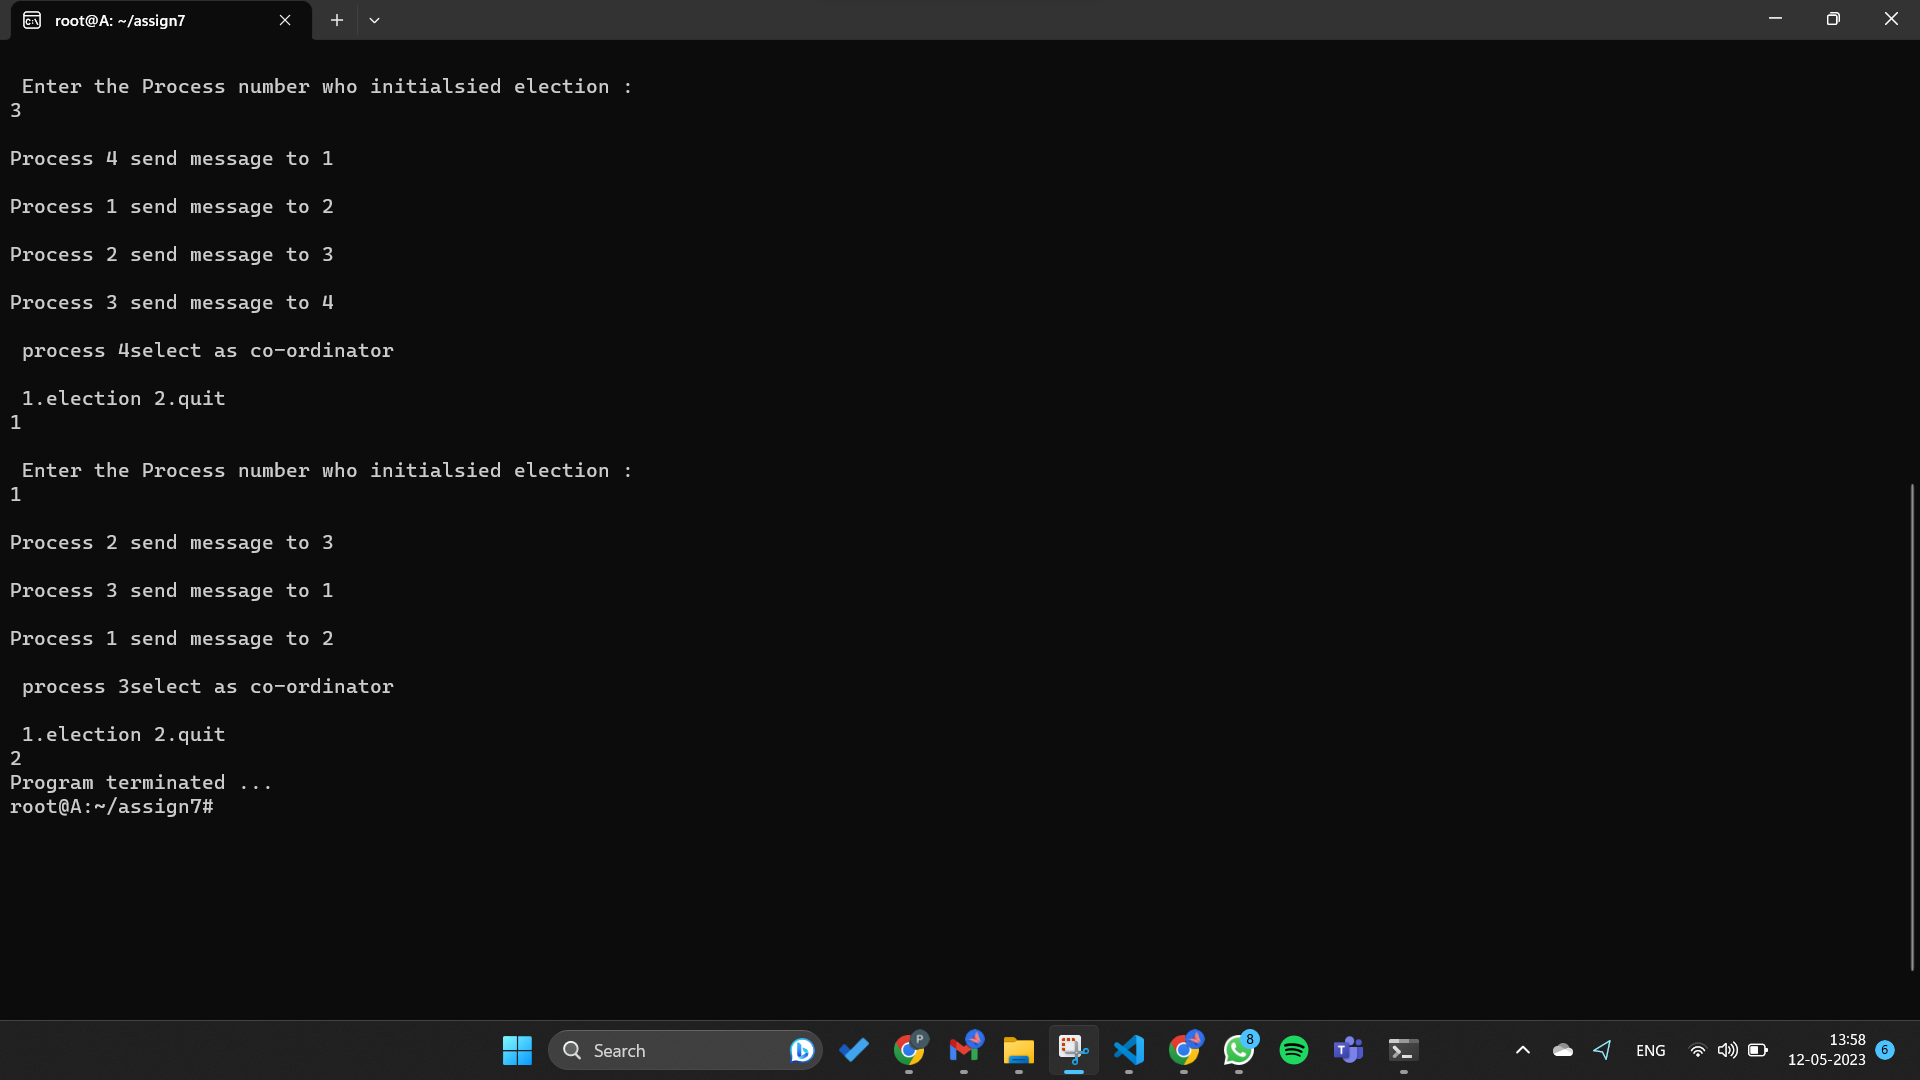 root@A: ~/assign7
Enter the Process number who initialsied election :
3
Process 4 send message to 1
Process 1 send message to 2
Process 2 send message to 3
Process 3 send message to 4
process 4select as co-ordinator
1.election 2.quit
1
Enter the Process number who initialsied election :
1
Process 2 send message to 3
Process 3 send message to 1
Process 1 send message to 2
process 3select as co-ordinator
1.election 2.quit
2
Program terminated ...
root@A:~/assign7#
Search
P
8
T
ENG
13:58
12-05-2023
6